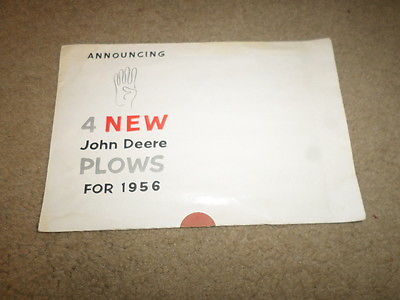 ANNOUNCING
4 NEW
John Deere
PLOWS
FOR 1956